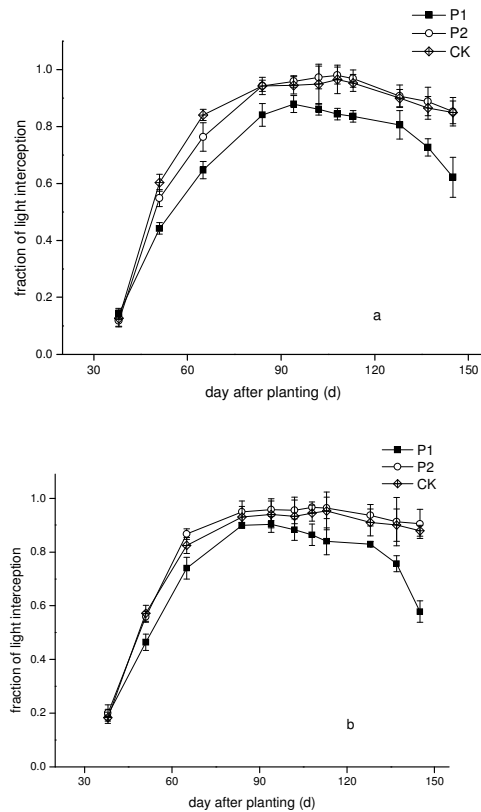 P1
P2
CK
1.0
0.8
0.6
0.4
0.2
0.0
fraction of light interception
a
30 60 90 120 150
day after planting (d)
P1
P2
CK
1.0
0.8
0.6
0.4
0.2
0.0
fraction of light interception
b
30 60 90 120 150
day after planting (d)